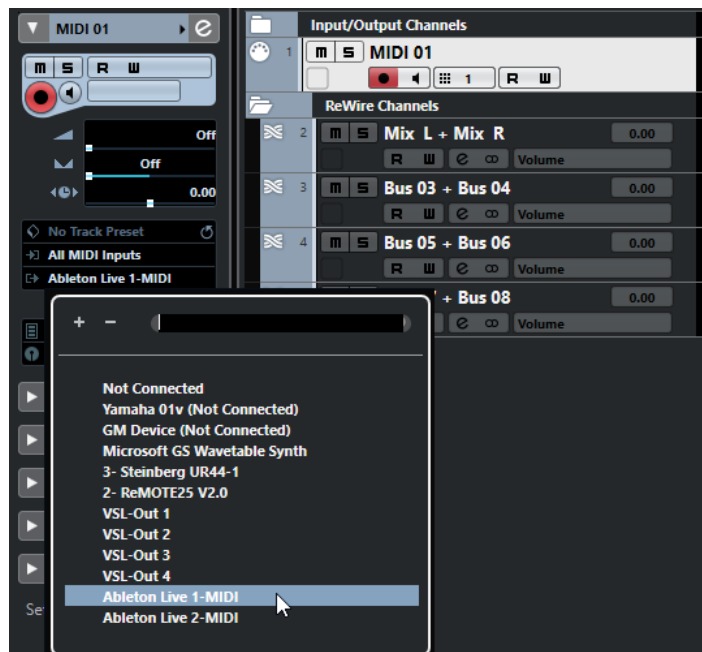 MIDI 01
e
m S R W
Off
Off
0.00
No Track Preset
All MIDI Inputs
Ableton Live 1-MIDI
+ −
Not Connected
Yamaha 01v (Not Connected)
GM Device (Not Connected)
Microsoft GS Wavetable Synth
3- Steinberg UR44-1
2- ReMOTE25 V2.0
VSL-Out 1
VSL-Out 2
VSL-Out 3
VSL-Out 4
Ableton Live 1-MIDI
Ableton Live 2-MIDI
Input/Output Channels
1 m S MIDI 01
1 R W
ReWire Channels
2 m S Mix L + Mix R 0.00
R W e Volume
3 m S Bus 03 + Bus 04 0.00
R W e Volume
4 m S Bus 05 + Bus 06 0.00
R W e Volume
+ Bus 08 0.00
e Volume